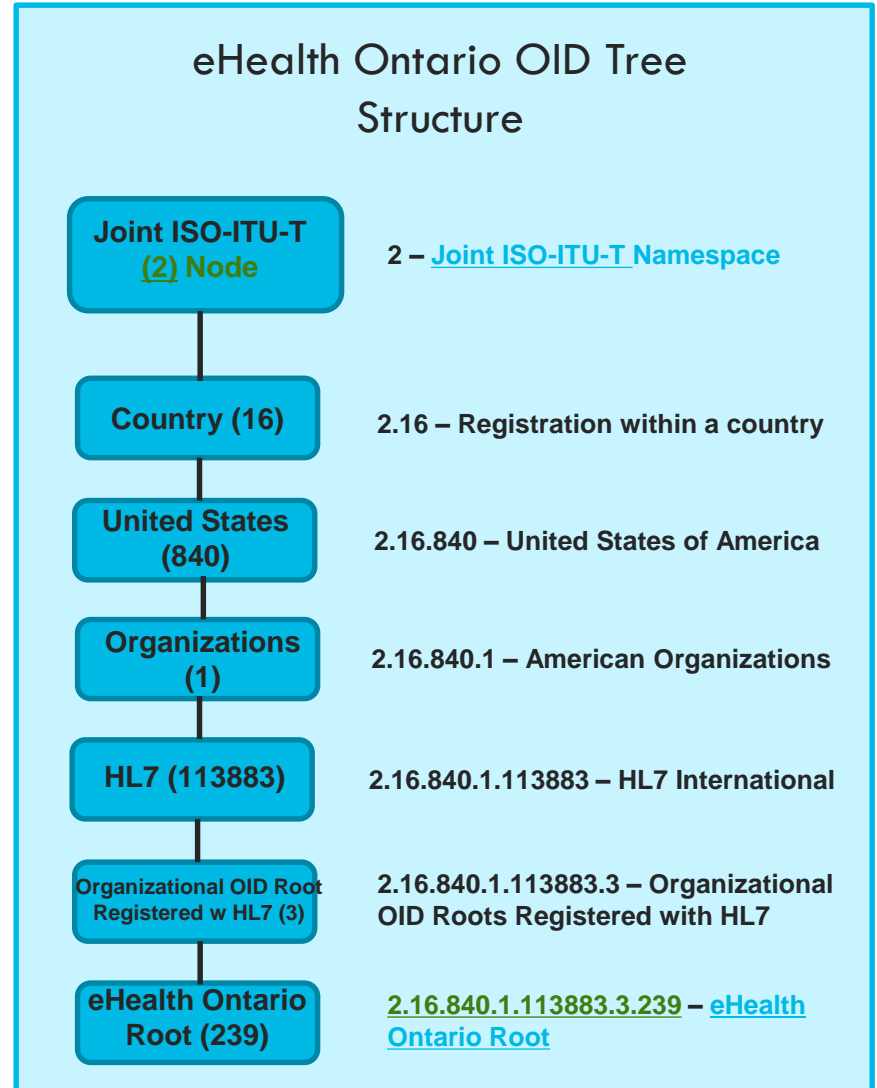 eHealth Ontario OID Tree
Structure
Joint ISO-ITU-T
(2) Node
2 – Joint ISO-ITU-T Namespace
Country (16)
2.16 – Registration within a country
United States
(840)
2.16.840 – United States of America
Organizations
(1)
2.16.840.1 – American Organizations
HL7 (113883)
2.16.840.1.113883 – HL7 International
Organizational OID Root
Registered w HL7 (3)
2.16.840.1.113883.3 – Organizational
OID Roots Registered with HL7
eHealth Ontario
Root (239)
2.16.840.1.113883.3.239 – eHealth
Ontario Root